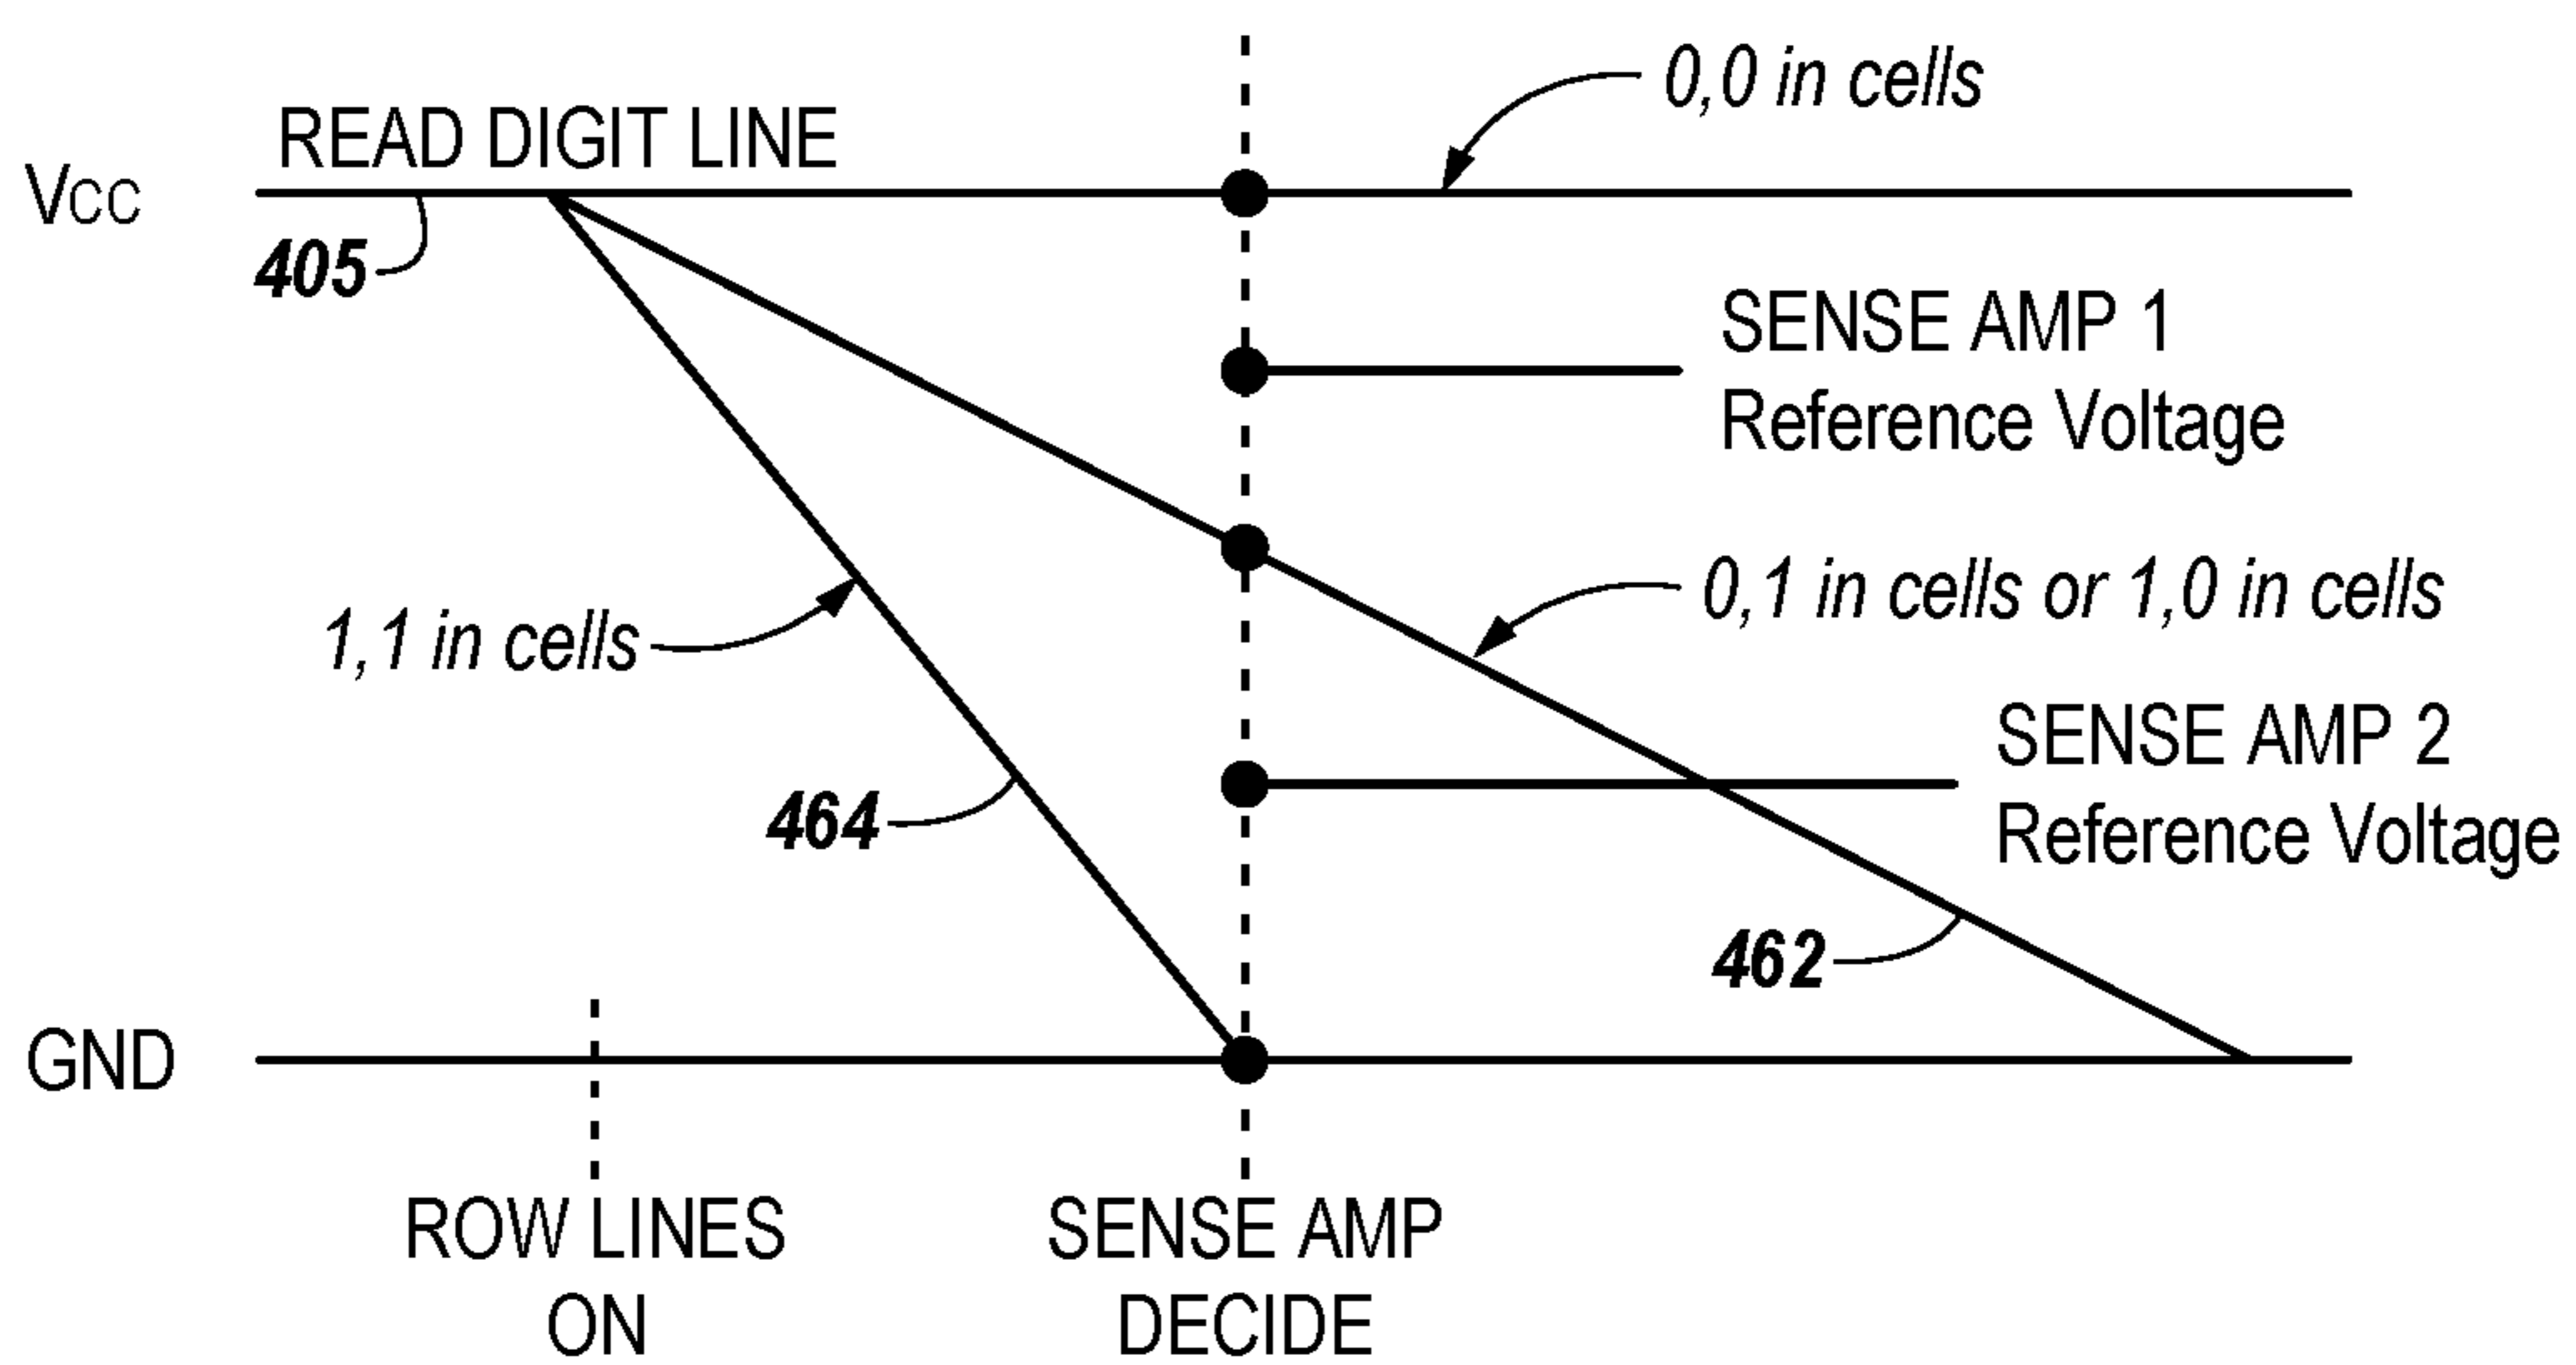 0,0 in cells
READ DIGIT LINE
VCC
405
SENSE AMP 1
Reference Voltage
0,1 in cells or 1,0 in cells
1,1 in cells
SENSE AMP 2
Reference Voltage
464
462
GND
ROW LINES
ON
SENSE AMP
DECIDE